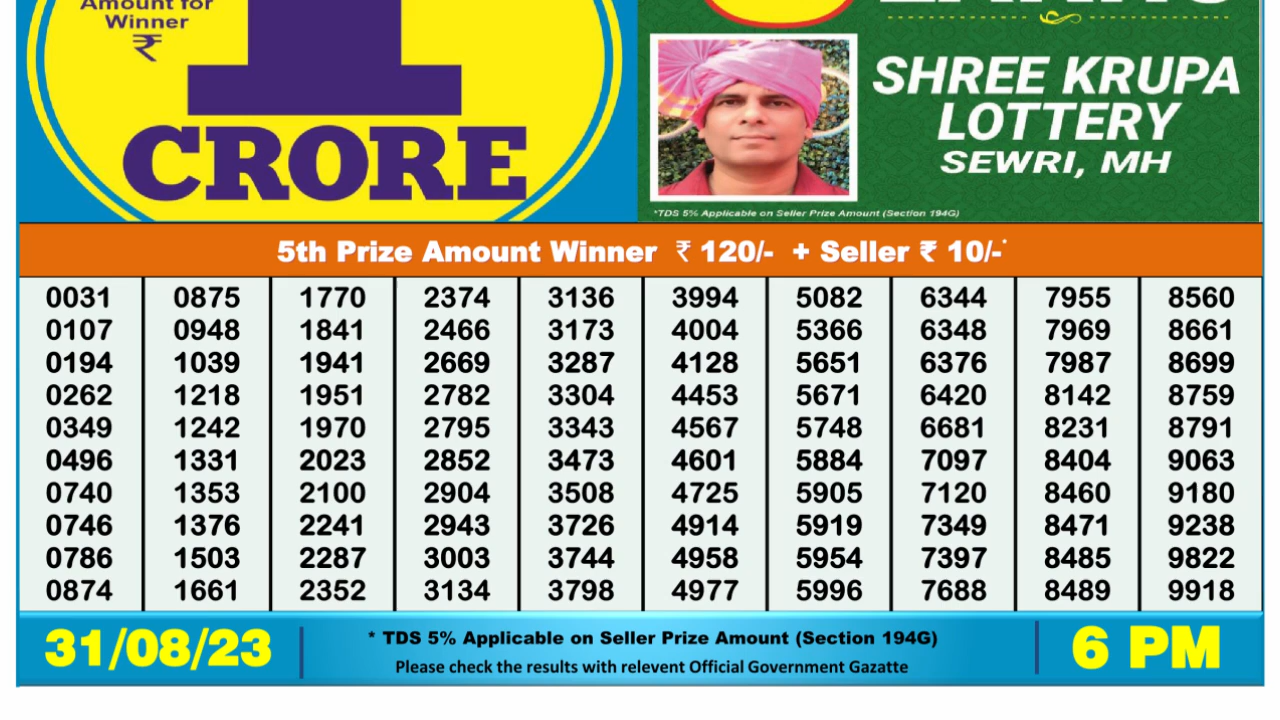 Amount for
Winner
₹
1
CRORE
SHREE KRUPA
LOTTERY
SEWRI, MH
*TDS 5% Applicable on Seller Prize Amount (Section 194G)
5th Prize Amount Winner ₹ 120/- + Seller ₹ 10/-*
0031 0875 1770 2374 3136 3994 5082 6344 7955 8560
0107 0948 1841 2466 3173 4004 5366 6348 7969 8661
0194 1039 1941 2669 3287 4128 5651 6376 7987 8699
0262 1218 1951 2782 3304 4453 5671 6420 8142 8759
0349 1242 1970 2795 3343 4567 5748 6681 8231 8791
0496 1331 2023 2852 3473 4601 5884 7097 8404 9063
0740 1353 2100 2904 3508 4725 5905 7120 8460 9180
0746 1376 2241 2943 3726 4914 5919 7349 8471 9238
0786 1503 2287 3003 3744 4958 5954 7397 8485 9822
0874 1661 2352 3134 3798 4977 5996 7688 8489 9918
31/08/23
* TDS 5% Applicable on Seller Prize Amount (Section 194G)
Please check the results with relevent Official Government Gazatte
6 PM